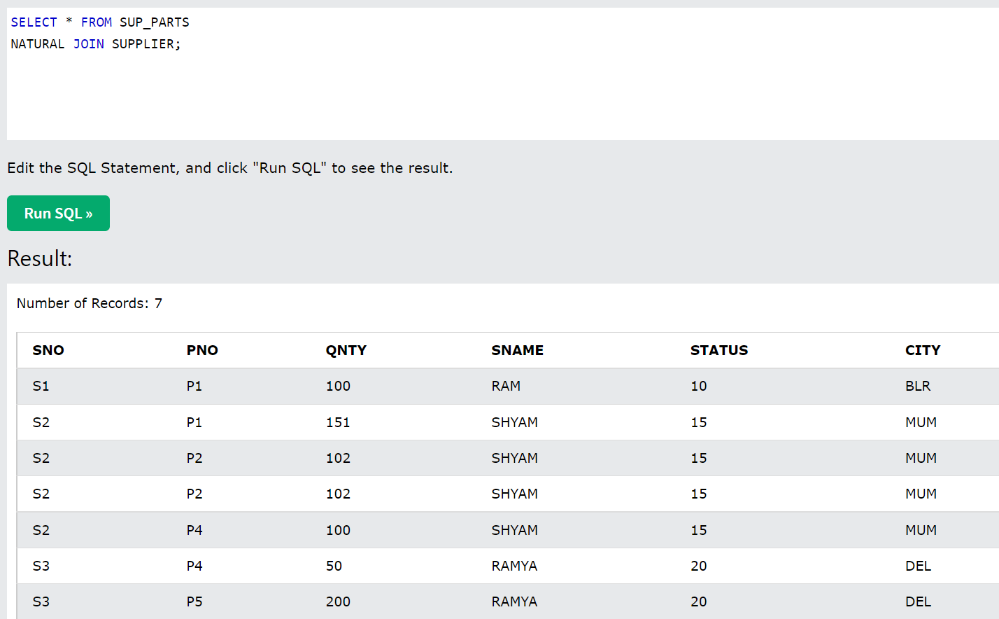 SELECT * FROM SUP_PARTS
NATURAL JOIN SUPPLIER;
Edit the SQL Statement, and click "Run SQL" to see the result.
Run SQL »
Result:
Number of Records: 7
SNO PNO QNTY SNAME STATUS CITY
S1 P1 100 RAM 10 BLR
S2 P1 151 SHYAM 15 MUM
S2 P2 102 SHYAM 15 MUM
S2 P2 102 SHYAM 15 MUM
S2 P4 100 SHYAM 15 MUM
S3 P4 50 RAMYA 20 DEL
S3 P5 200 RAMYA 20 DEL